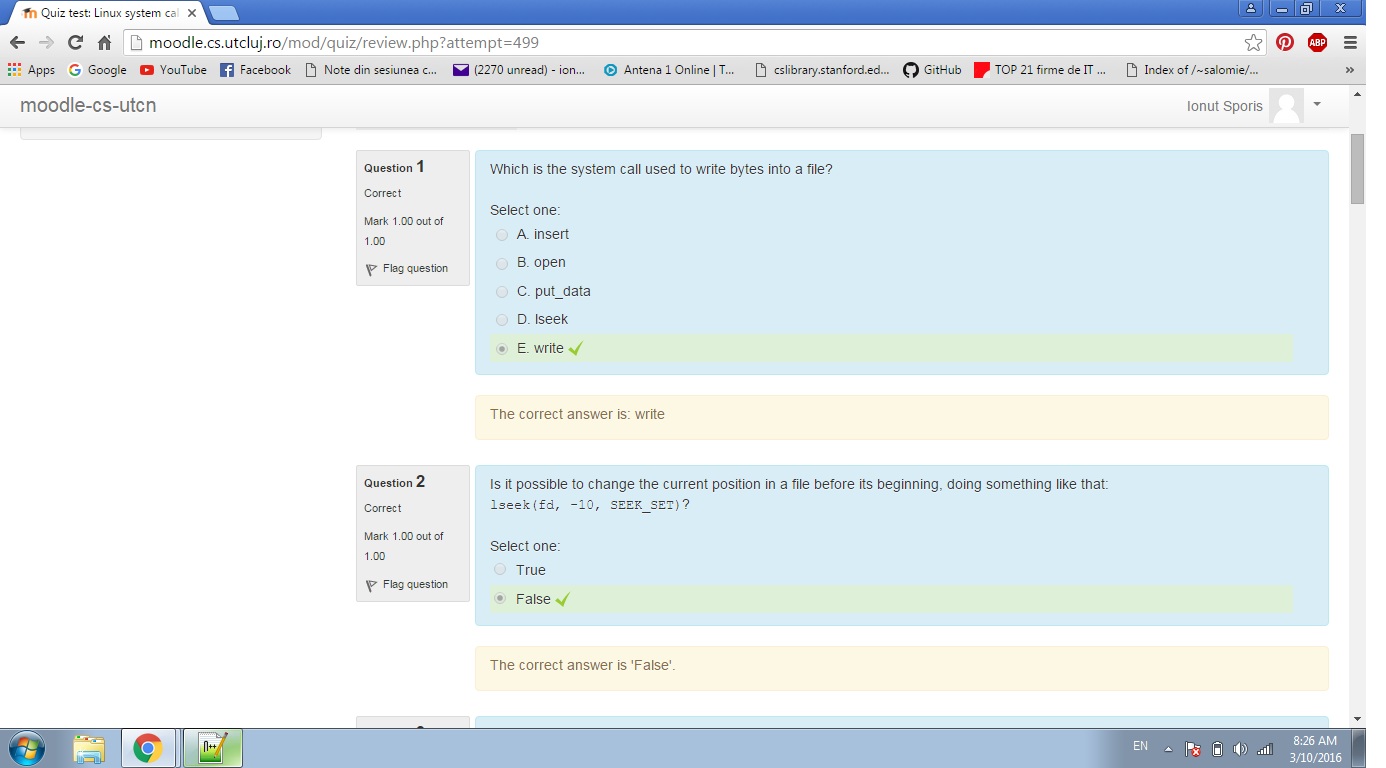 Quiz test: Linux system cal
moodle.cs.utcluj.ro/mod/quiz/review.php?attempt=499
ABP
Apps Google YouTube Facebook Note din sesiunea c... (2270 unread) - ion... Antena 1 Online | T... cslibrary.stanford.ed... GitHub TOP 21 firme de IT ... Index of /~salomie/... »
moodle-cs-utcn
Ionut Sporis
Question 1
Correct
Mark 1.00 out of
1.00
Flag question
Which is the system call used to write bytes into a file?
Select one:
A. insert
B. open
C. put_data
D. lseek
E. write
The correct answer is: write
Question 2
Correct
Mark 1.00 out of
1.00
Flag question
Is it possible to change the current position in a file before its beginning, doing something like that:
lseek(fd, -10, SEEK_SET)?
Select one:
True
False
The correct answer is 'False'.
EN
8:26 AM
3/10/2016